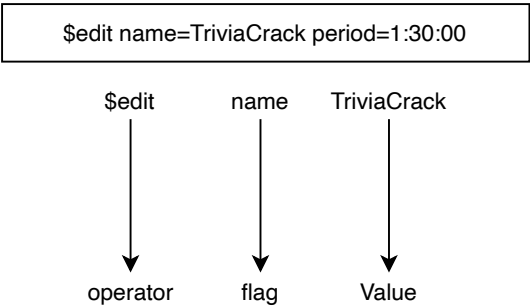 $edit name=TriviaCrack period=1:30:00
$edit name TriviaCrack
operator flag Value